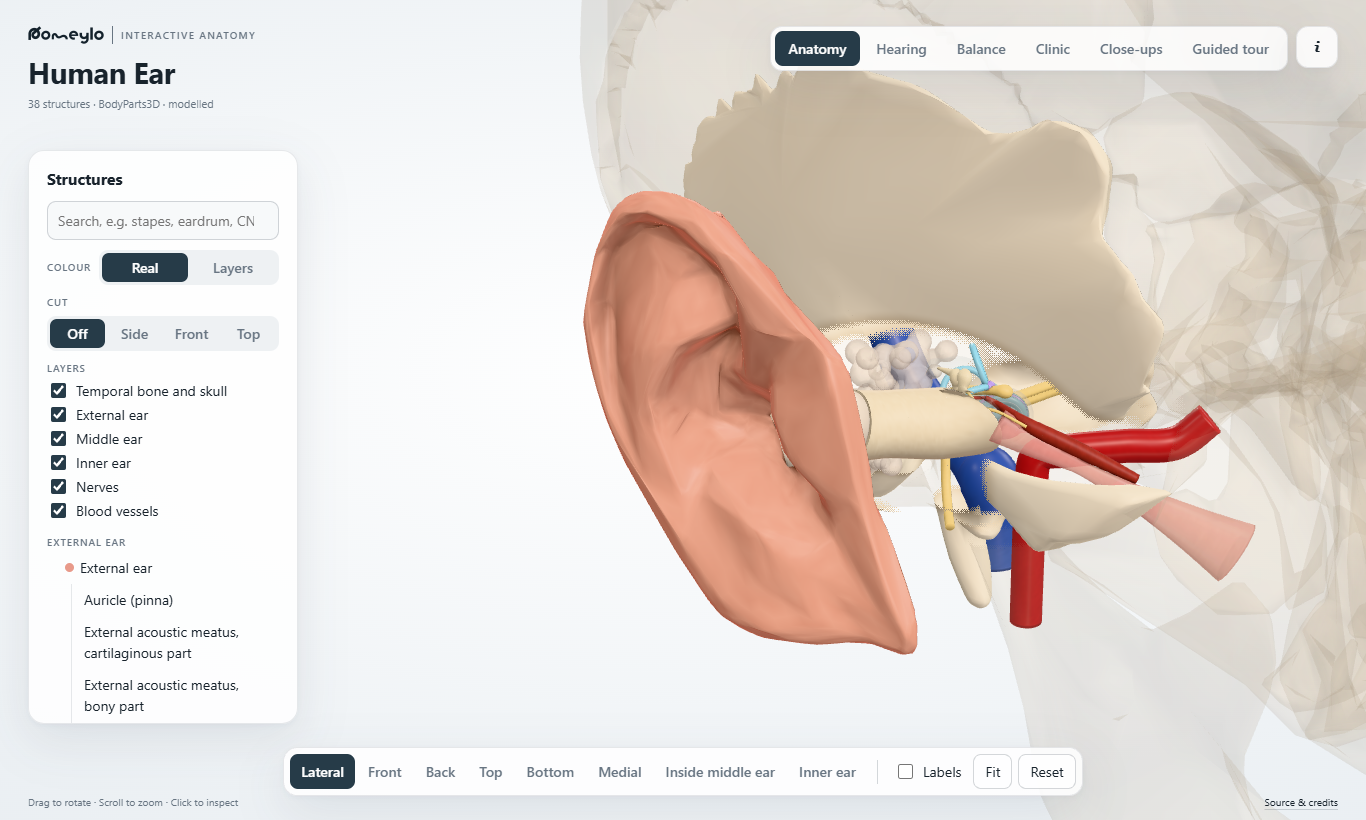 Domeylo
INTERACTIVE ANATOMY
Human Ear
38 structures · BodyParts3D · modelled
Anatomy
Hearing
Balance
Clinic
Close-ups
Guided tour
i
Structures
Search, e.g. stapes, eardrum, CN
COLOUR
Real
Layers
CUT
Off
Side
Front
Top
LAYERS
Temporal bone and skull
External ear
Middle ear
Inner ear
Nerves
Blood vessels
EXTERNAL EAR
External ear
Auricle (pinna)
External acoustic meatus,
cartilaginous part
External acoustic meatus,
bony part
Lateral
Front
Back
Top
Bottom
Medial
Inside middle ear
Inner ear
Labels
Fit
Reset
Drag to rotate · Scroll to zoom · Click to inspect
Source & credits